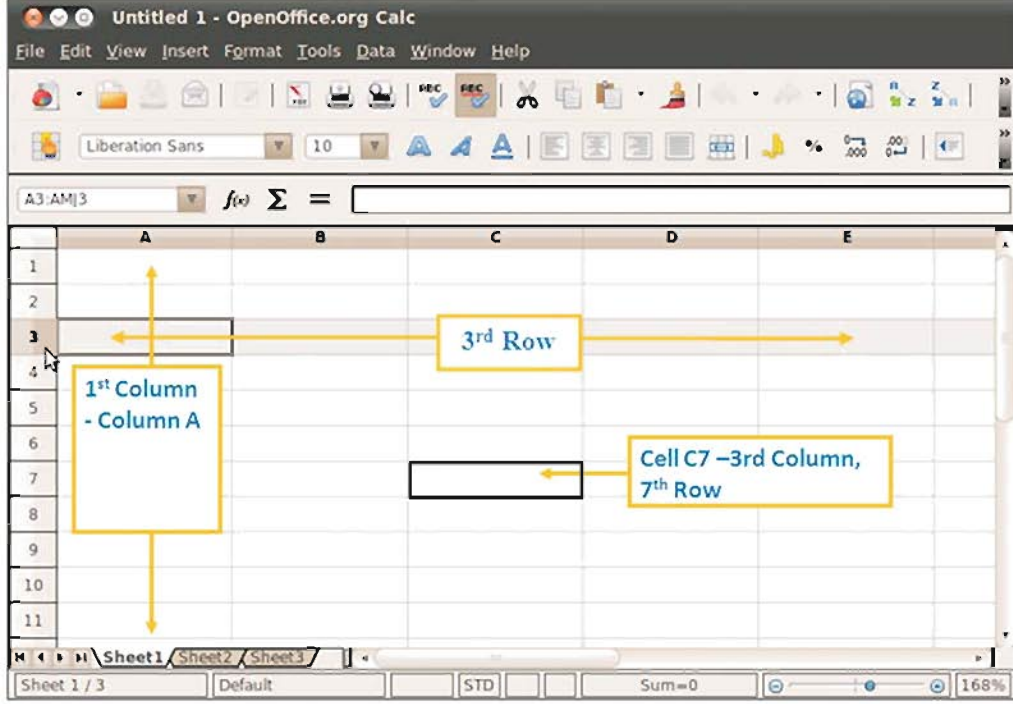 Untitled 1 - OpenOffice.org Calc
File Edit View Insert Format Tools Data Window Help
Liberation Sans 10
A3:AMJ3 f(x) Σ =
A B C D E
1
2
3
3rd Row
4
1st Column
5
- Column A
6
Cell C7 –3rd Column,
7
7th Row
8
9
10
11
Sheet1 Sheet2 Sheet3
Sheet 1 / 3 Default STD Sum=0 168%